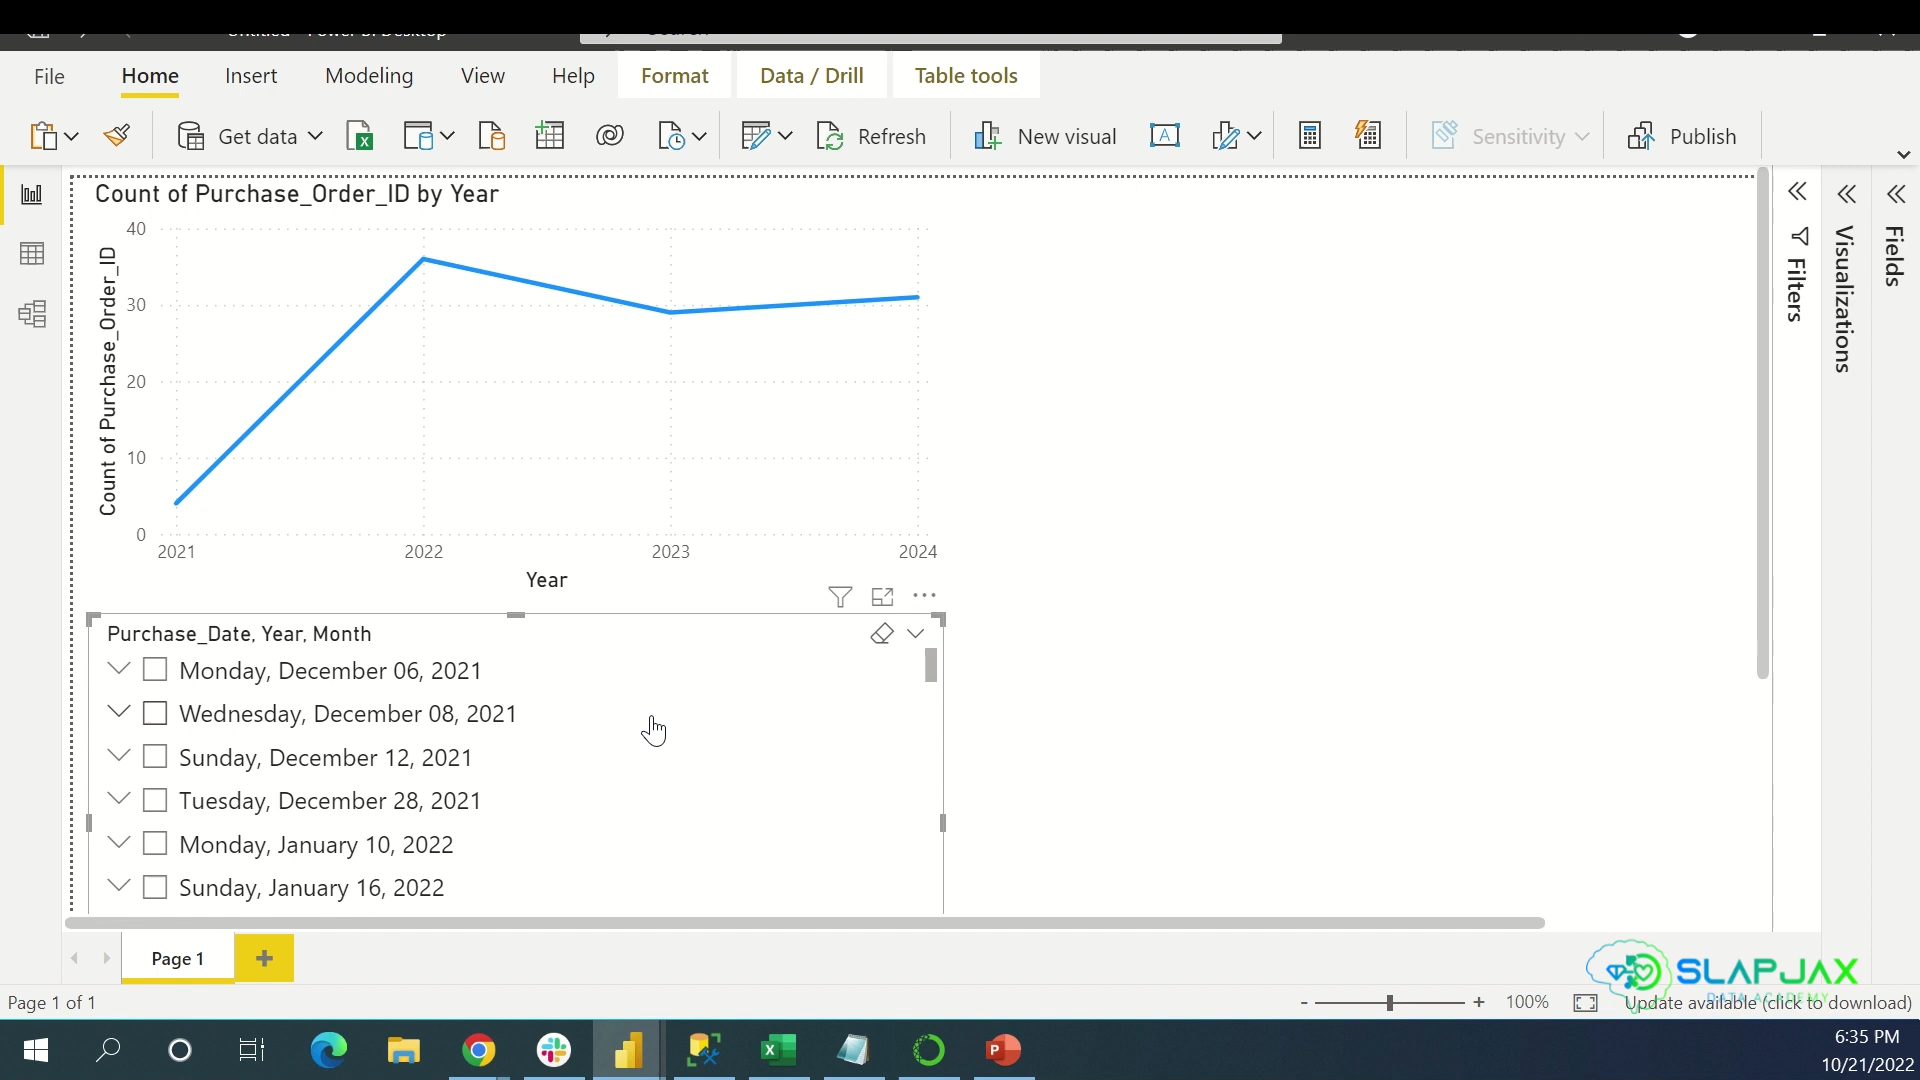 File Home Insert Modeling View Help Format Data / Drill Table tools
Get data Refresh New visual Sensitivity Publish
Count of Purchase_Order_ID by Year
Count of Purchase_Order_ID
40
30
20
10
0
2021 2022 2023 2024
Year
Filters
Visualizations
Fields
Purchase_Date, Year, Month
Monday, December 06, 2021
Wednesday, December 08, 2021
Sunday, December 12, 2021
Tuesday, December 28, 2021
Monday, January 10, 2022
Sunday, January 16, 2022
Page 1
SLAPJAX
DATA ACADEMY
Page 1 of 1
- + 100% Update available (click to download)
6:35 PM
10/21/2022